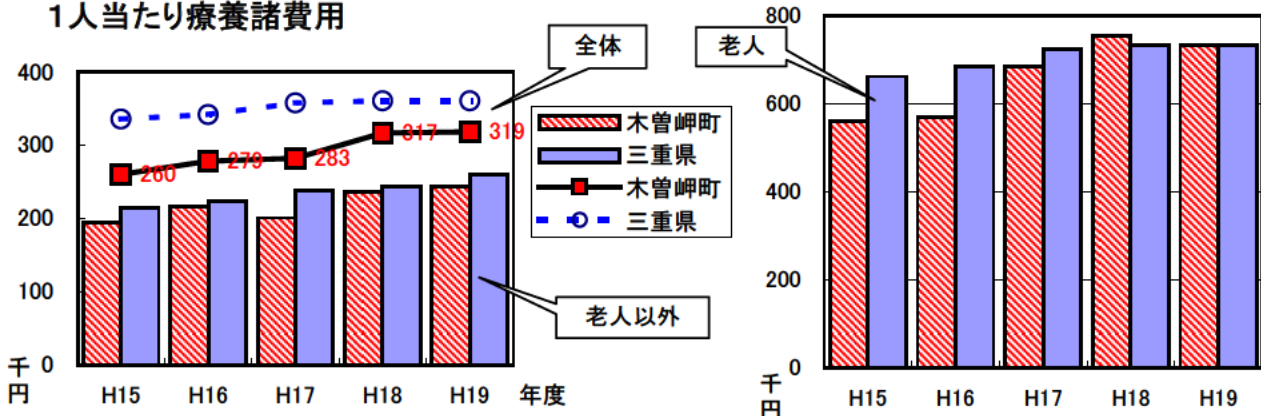 1人当たり療養諸費用
全体
400
300
200
100
0
千円
260
279
283
317
319
H15
H16
H17
H18
H19
年度
木曽岬町
三重県
木曽岬町
三重県
老人以外
老人
800
600
400
200
0
千円
H15
H16
H17
H18
H19